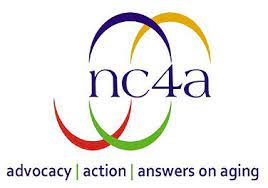 nc4a
advocacy | action | answers on aging